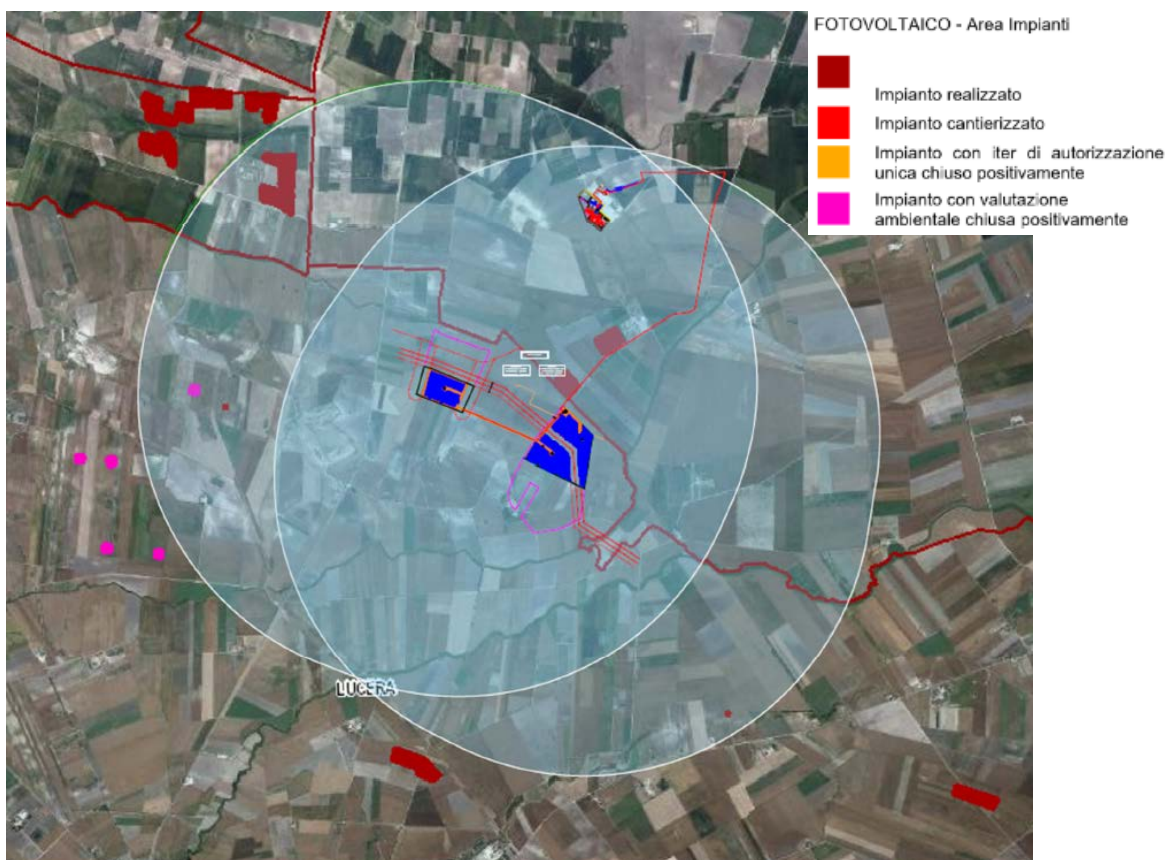 FOTOVOLTAICO - Area Impianti
Impianto realizzato
Impianto cantierizzato
Impianto con iter di autorizzazione
unica chiuso positivamente
Impianto con valutazione
ambientale chiusa positivamente
LUCERA